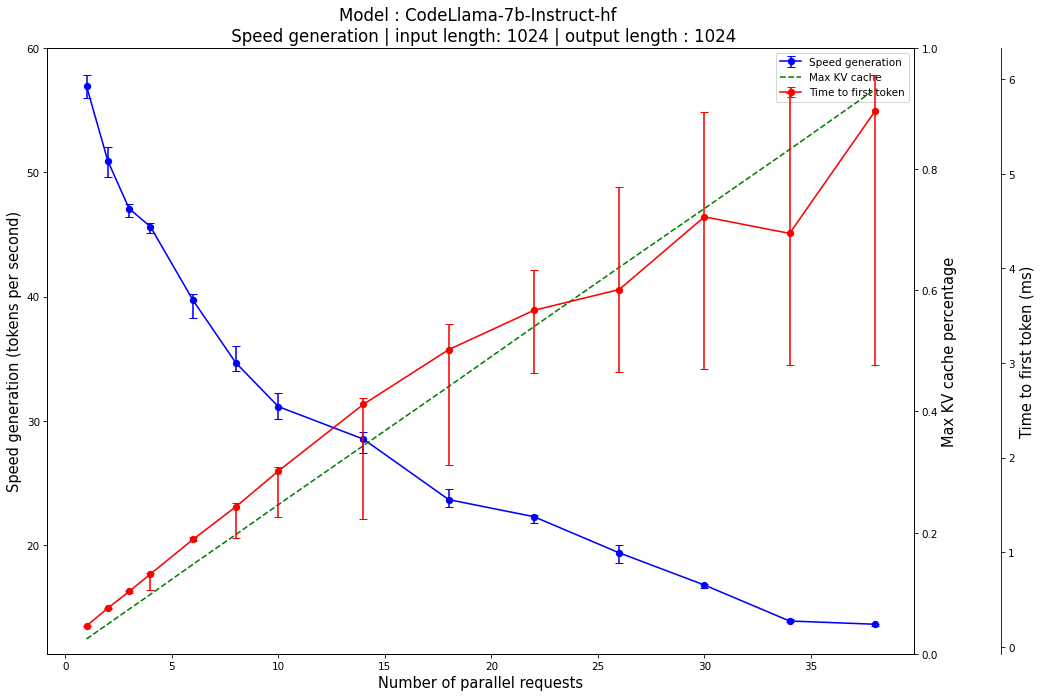 Model : CodeLlama-7b-Instruct-hf
Speed generation | input length: 1024 | output length : 1024
Speed generation
Max KV cache
Time to first token
Speed generation (tokens per second)
60
50
40
30
20
1.0
0.8
0.6
0.4
0.2
0.0
Max KV cache percentage
6
5
4
3
2
1
0
Time to first token (ms)
0 5 10 15 20 25 30 35
Number of parallel requests